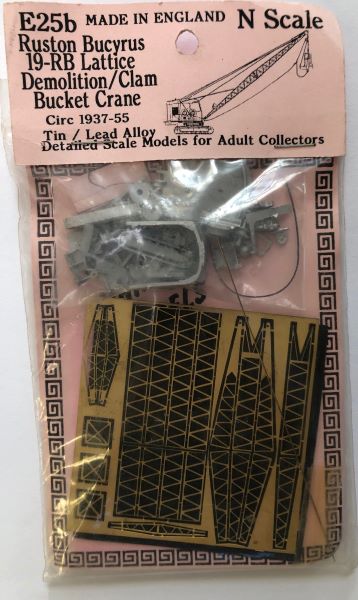 E25b MADE IN ENGLAND N Scale
Ruston Bucyrus
19-RB Lattice
Demolition/Clam
Bucket Crane
Circ 1937-55
Tin / Lead Alloy
Detailed Scale Models for Adult Collectors